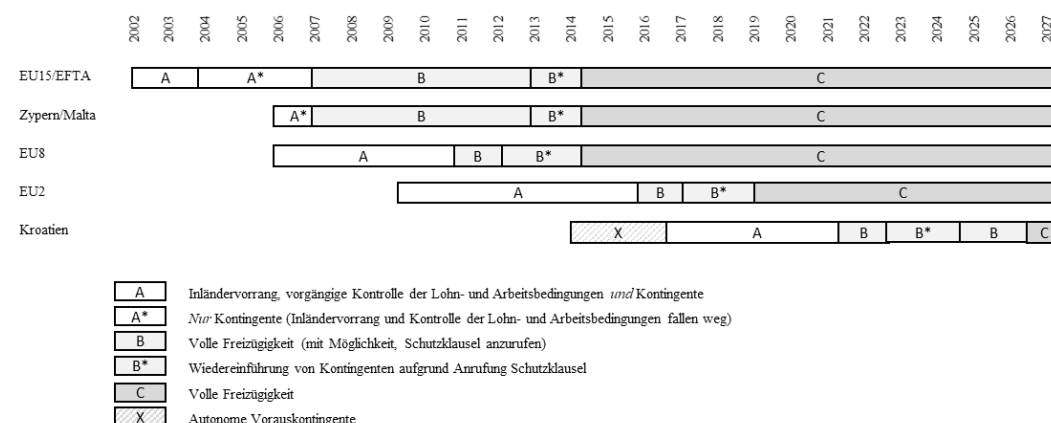 2002 2003 2004 2005 2006 2007 2008 2009 2010 2011 2012 2013 2014 2015 2016 2017 2018 2019 2020 2021 2022 2023 2024 2025 2026 2027
EU15/EFTA A A* B B* C
Zypern/Malta A* B B* C
EU8 A B B* C
EU2 A B B* C
Kroatien X A B B* B C
A Inländervorrang, vorgängige Kontrolle der Lohn- und Arbeitsbedingungen und Kontingente
A* Nur Kontingente (Inländervorrang und Kontrolle der Lohn- und Arbeitsbedingungen fallen weg)
B Volle Freizügigkeit (mit Möglichkeit, Schutzklausel anzurufen)
B* Wiedereinführung von Kontingenten aufgrund Anrufung Schutzklausel
C Volle Freizügigkeit
X Autonome Vorauskontingente